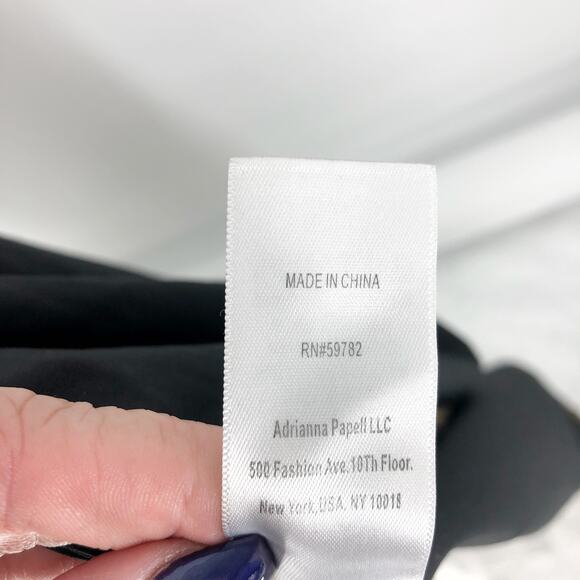 MADE IN CHINA
RN#59782
Adrianna Papell LLC
500 Fashion Ave.10Th Floor.
New York, USA. NY 10018